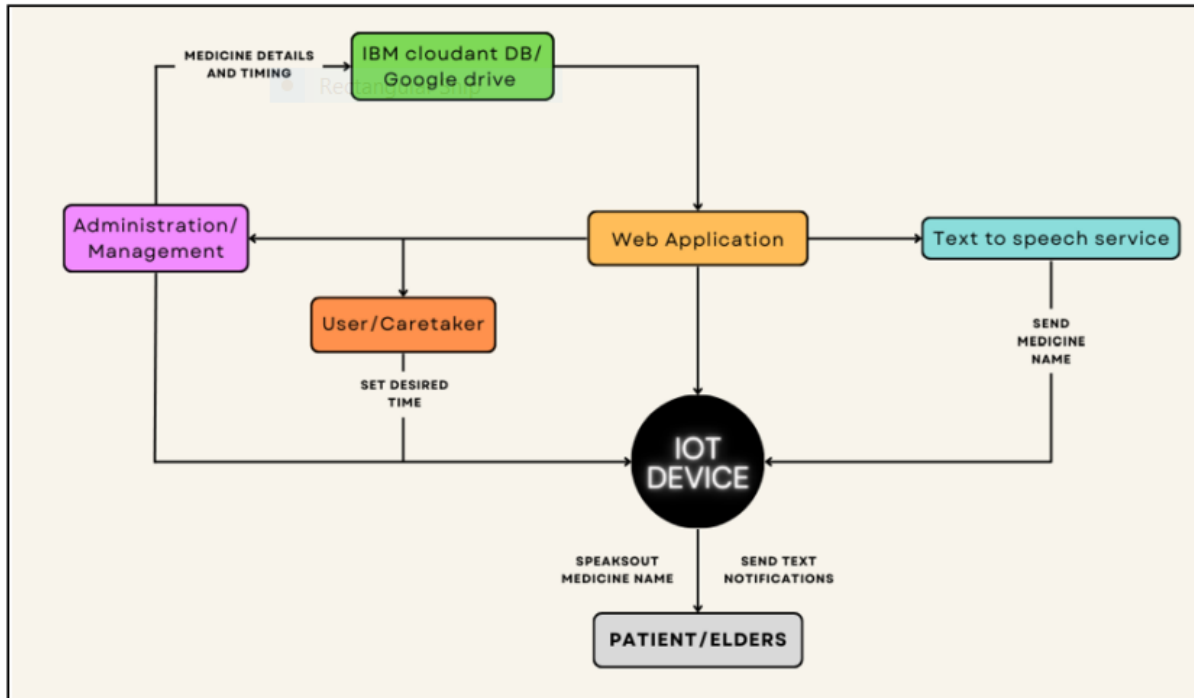 MEDICINE DETAILS
AND TIMING
IBM cloudant DB/
Google drive
Administration/
Management
Web Application
Text to speech service
User/Caretaker
SET DESIRED
TIME
SEND
MEDICINE
NAME
IOT
DEVICE
SPEAKSOUT
MEDICINE NAME
SEND TEXT
NOTIFICATIONS
PATIENT/ELDERS